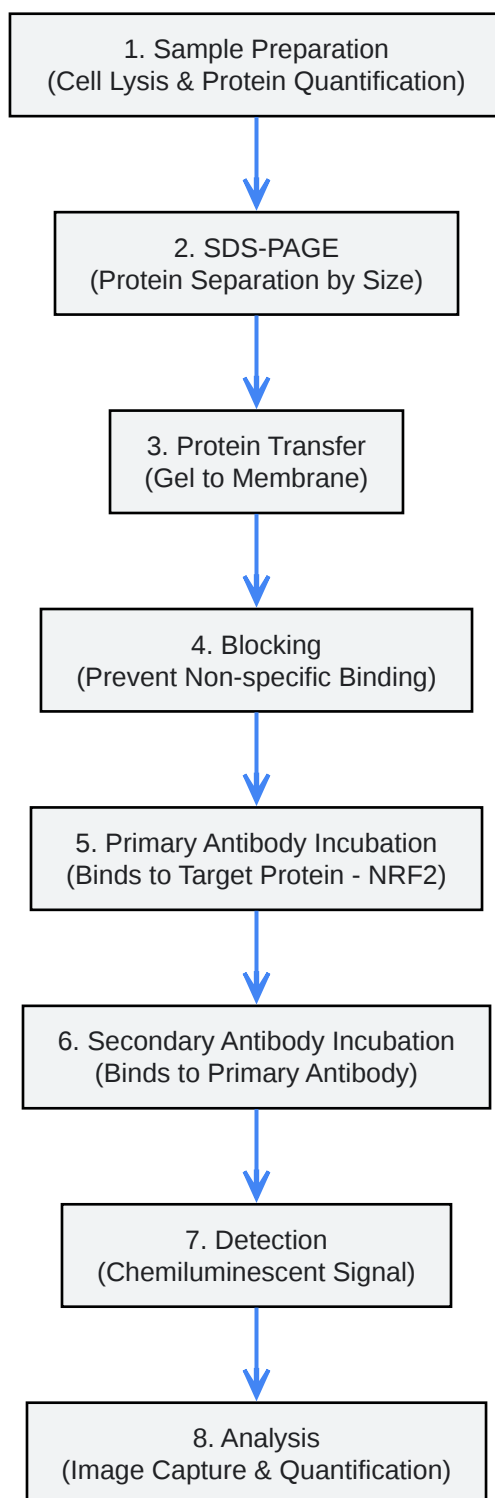 1. Sample Preparation
(Cell Lysis & Protein Quantification)
2. SDS-PAGE
(Protein Separation by Size)
3. Protein Transfer
(Gel to Membrane)
4. Blocking
(Prevent Non-specific Binding)
5. Primary Antibody Incubation
(Binds to Target Protein - NRF2)
6. Secondary Antibody Incubation
(Binds to Primary Antibody)
7. Detection
(Chemiluminescent Signal)
8. Analysis
(Image Capture & Quantification)